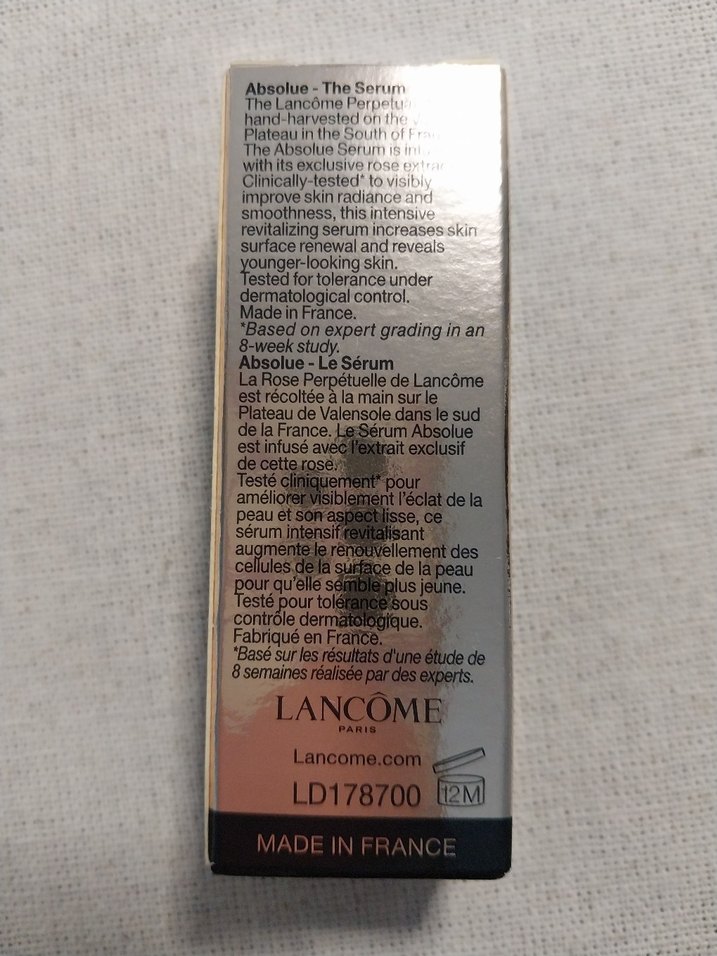 Absolue - The Serum
The Lancôme Perpetu
hand-harvested on the
Plateau in the South of
The Absolue Serum is
with its exclusive rose
Clinically-tested* to visibly
improve skin radiance and
smoothness, this intensive
revitalizing serum increases skin
surface renewal and reveals
younger-looking skin.
Tested for tolerance under
dermatological control.
Made in France.
*Based on expert grading in an
8-week study.
Absolue - Le Sérum
La Rose Perpétuelle de Lancôme
est récoltée à la main sur le
Plateau de Valensole dans le sud
de la France. Le Sérum Absolue
est infusé avec l'extrait exclusif
de cette rose.
Testé cliniquement* pour
améliorer visiblement l'éclat de la
peau et son aspect lisse, ce
sérum intensif revitalisant
augmente le renouvellement des
cellules de la surface de la peau
pour qu'elle semble plus jeune.
Testé pour tolérance sous
contrôle dermatologique.
Fabriqué en France.
*Basé sur les résultats d'une étude de
8 semaines réalisée par des experts.
LANCÔME
PARIS
Lancome.com
LD178700 12M
MADE IN FRANCE